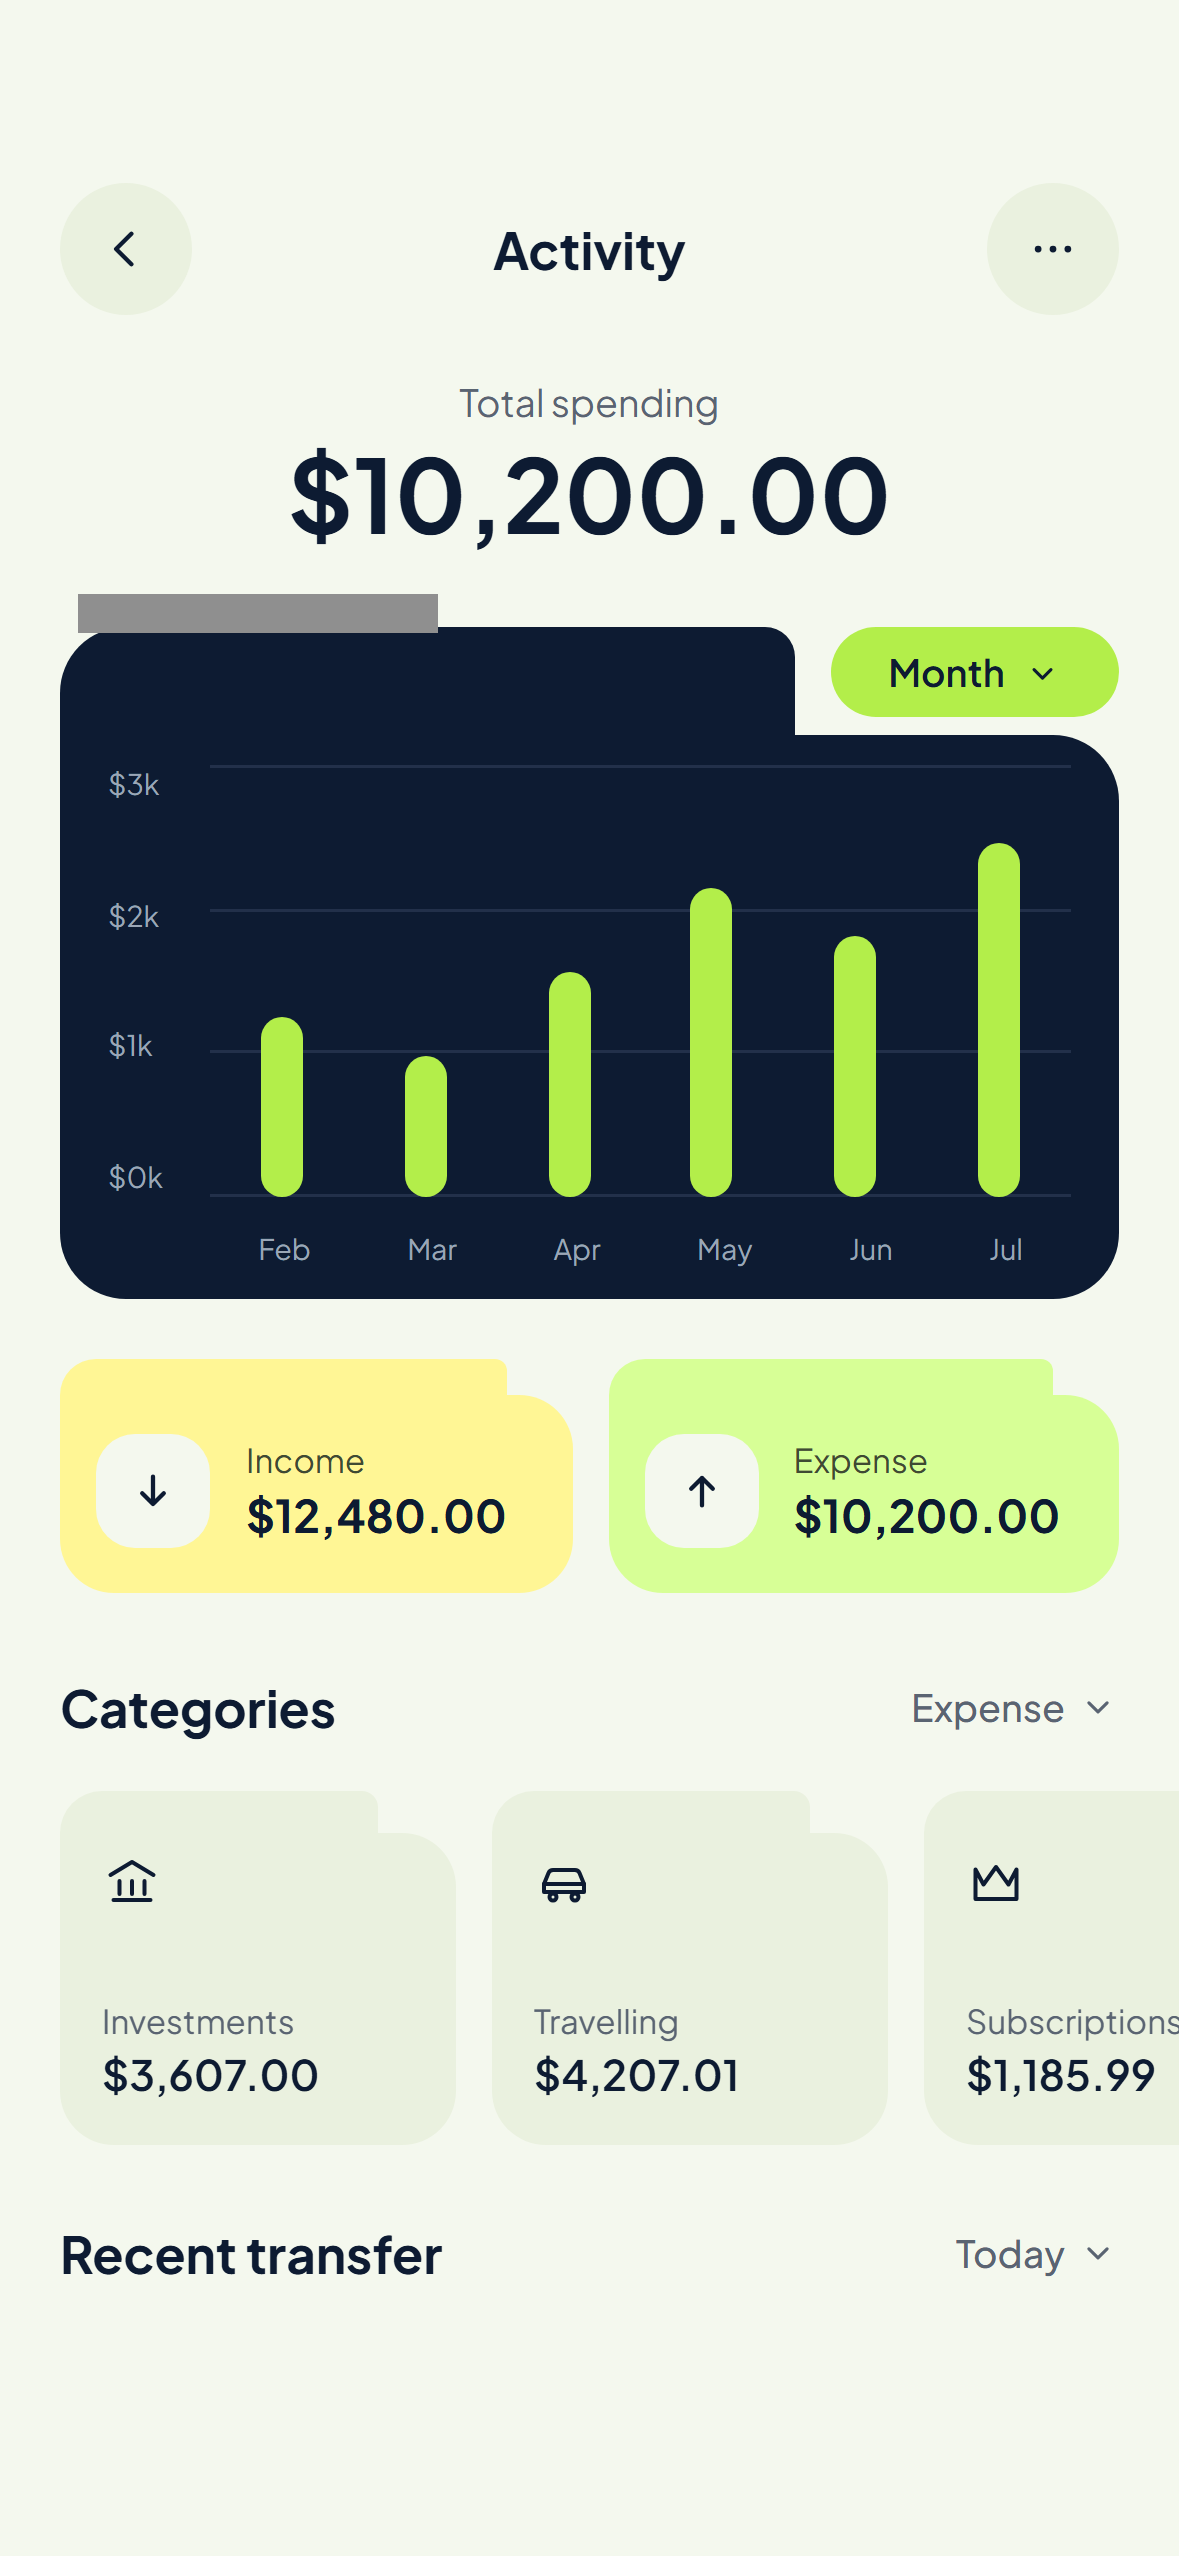 Activity
Total spending
$10,200.00
Month
$3k
$2k
$1k
$0k
Feb Mar Apr May Jun Jul
Income
$12,480.00
Expense
$10,200.00
Categories
Expense
Investments
$3,607.00
Travelling
$4,207.01
Subscriptions
$1,185.99
Recent transfer
Today